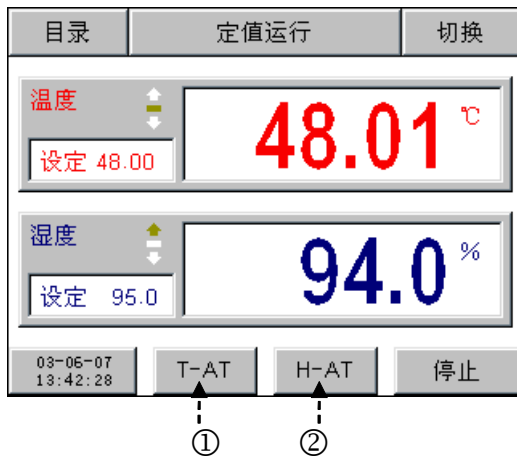 目录 定值运行 切换
温度
48.01 ℃
设定 48.00
湿度
94.0 %
设定 95.0
03-06-07
13:42:28
T-AT H-AT 停止
① ②